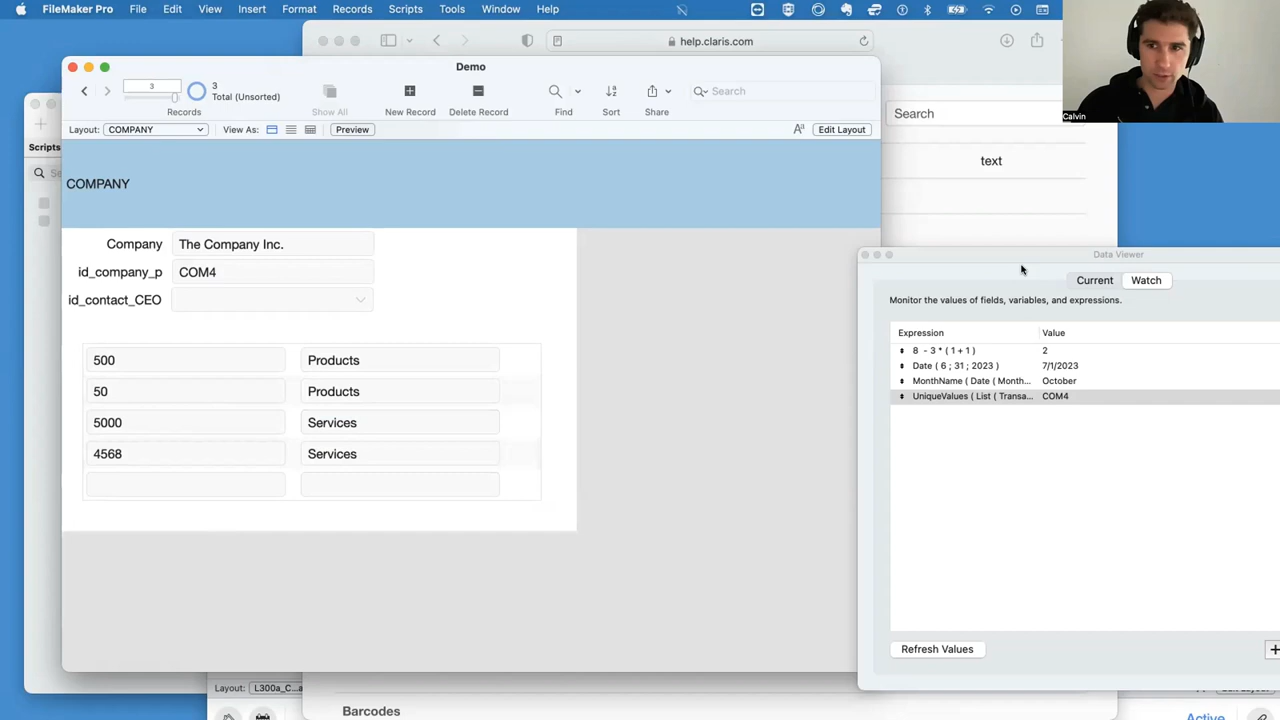 FileMaker Pro File Edit View Insert Format Records Scripts Tools Window Help
help.claris.com
Demo
3
3
Total (Unsorted)
Records
Show All
New Record
Delete Record
Find
Sort
Share
Search
Layout: COMPANY
View As:
Preview
Edit Layout
Scripts
Search
text
Calvin
COMPANY
Company The Company Inc.
id_company_p COM4
id_contact_CEO
500 Products
50 Products
5000 Services
4568 Services
Data Viewer
Current Watch
Monitor the values of fields, variables, and expressions.
Expression Value
8 - 3 * ( 1 + 1 ) 2
Date ( 6 ; 31 ; 2023 ) 7/1/2023
MonthName ( Date ( Month... October
UniqueValues ( List ( Transa... COM4
Refresh Values
Layout: L300a_C...
Barcodes
Active